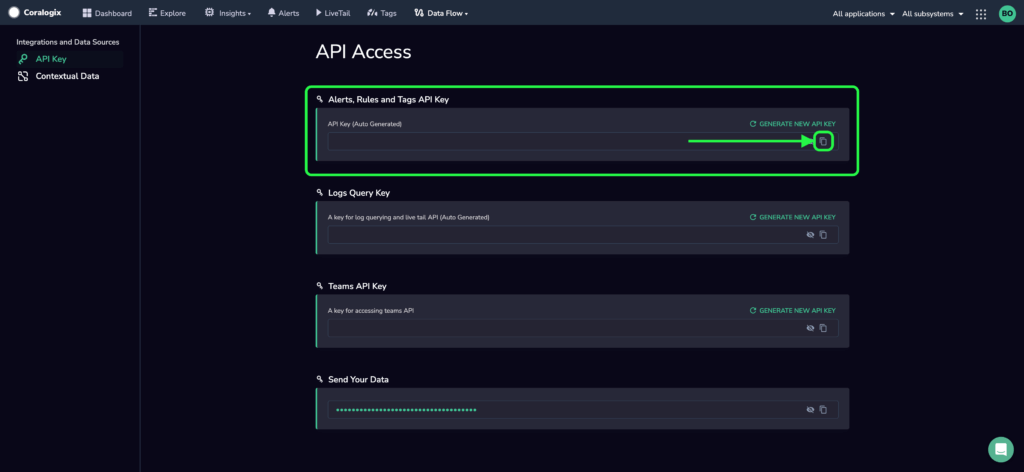 Coralogix Dashboard Explore Insights Alerts LiveTail Tags Data Flow All applications All subsystems BO
Integrations and Data Sources
API Key
Contextual Data
API Access
Alerts, Rules and Tags API Key
API Key (Auto Generated) GENERATE NEW API KEY
Logs Query Key
A key for log querying and live tail API (Auto Generated) GENERATE NEW API KEY
Teams API Key
A key for accessing teams API GENERATE NEW API KEY
Send Your Data